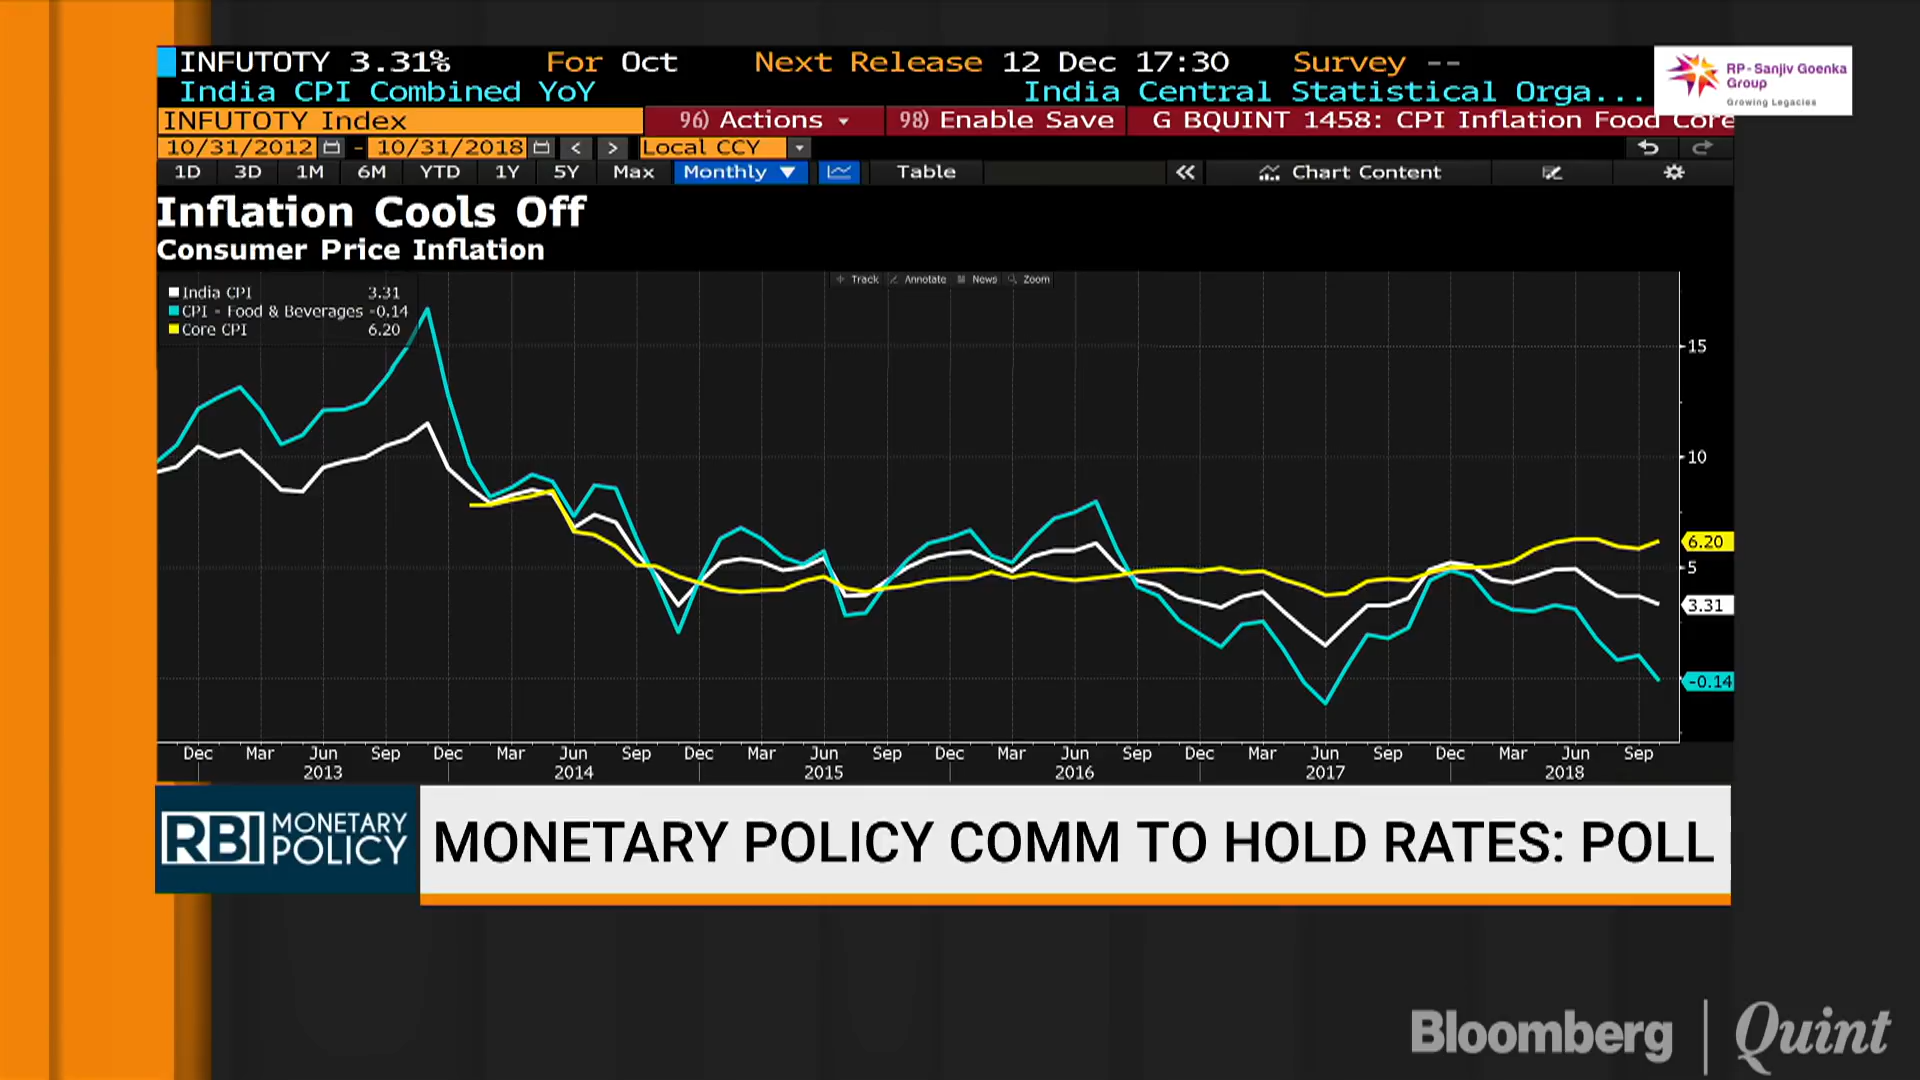 INFUTOTY 3.31% For Oct Next Release 12 Dec 17:30 Survey --
India CPI Combined YoY India Central Statistical Orga...
RP-Sanjiv Goenka
Group
Growing Legacies
INFUTOTY Index 96) Actions 98) Enable Save G BQUINT 1458: CPI Inflation Food Core
10/31/2012 - 10/31/2018 < > Local CCY
1D 3D 1M 6M YTD 1Y 5Y Max Monthly Table « Chart Content
Inflation Cools Off
Consumer Price Inflation
Track Annotate News Zoom
India CPI 3.31
CPI - Food & Beverages -0.14
Core CPI 6.20
15
10
6.20
5
3.31
-0.14
Dec Mar Jun Sep Dec Mar Jun Sep Dec Mar Jun Sep Dec Mar Jun Sep Dec Mar Jun Sep Dec Mar Jun Sep
2013 2014 2015 2016 2017 2018
RBI MONETARY POLICY
MONETARY POLICY COMM TO HOLD RATES: POLL
Bloomberg | Quint